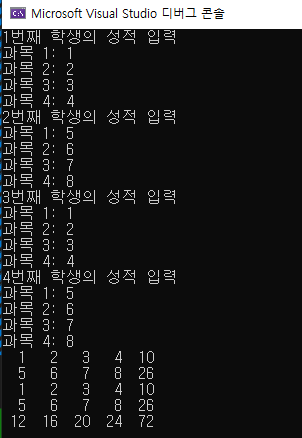 Microsoft Visual Studio 디버그 콘솔
1번째 학생의 성적 입력
과목 1: 1
과목 2: 2
과목 3: 3
과목 4: 4
2번째 학생의 성적 입력
과목 1: 5
과목 2: 6
과목 3: 7
과목 4: 8
3번째 학생의 성적 입력
과목 1: 1
과목 2: 2
과목 3: 3
과목 4: 4
4번째 학생의 성적 입력
과목 1: 5
과목 2: 6
과목 3: 7
과목 4: 8
1 2 3 4 10
5 6 7 8 26
1 2 3 4 10
5 6 7 8 26
12 16 20 24 72